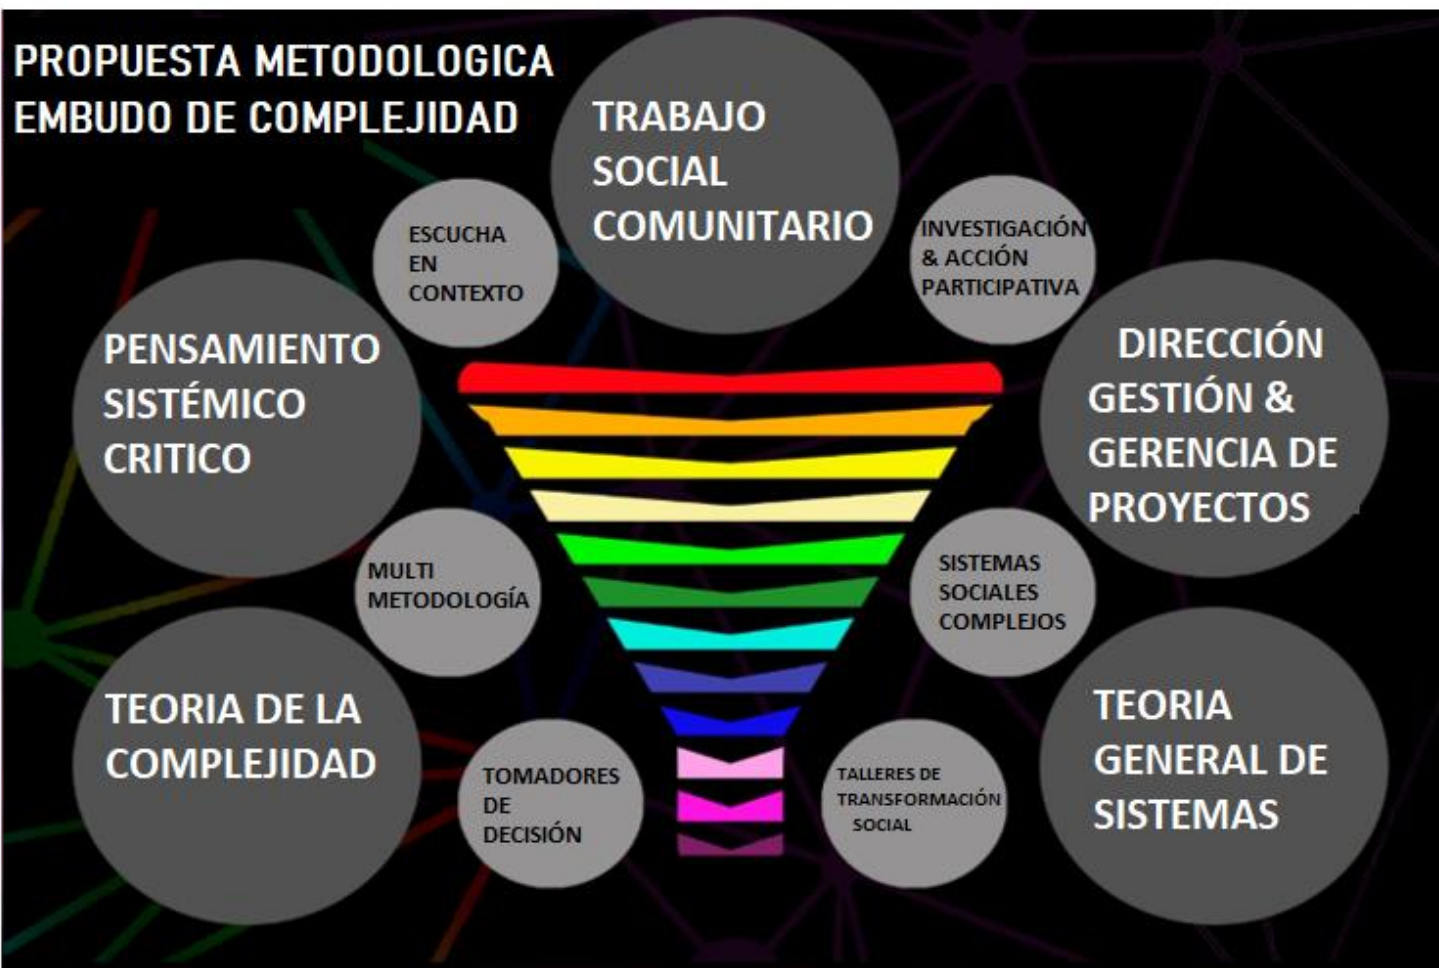 PROPUESTA METODOLOGICA
EMBUDO DE COMPLEJIDAD
TRABAJO
SOCIAL
COMUNITARIO
ESCUCHA
EN
CONTEXTO
INVESTIGACIÓN
& ACCIÓN
PARTICIPATIVA
PENSAMIENTO
SISTÉMICO
CRITICO
DIRECCIÓN
GESTIÓN &
GERENCIA DE
PROYECTOS
MULTI
METODOLOGÍA
SISTEMAS
SOCIALES
COMPLEJOS
TEORIA DE LA
COMPLEJIDAD
TEORIA
GENERAL DE
SISTEMAS
TOMADORES
DE
DECISIÓN
TALLERES DE
TRANSFORMACIÓN
SOCIAL